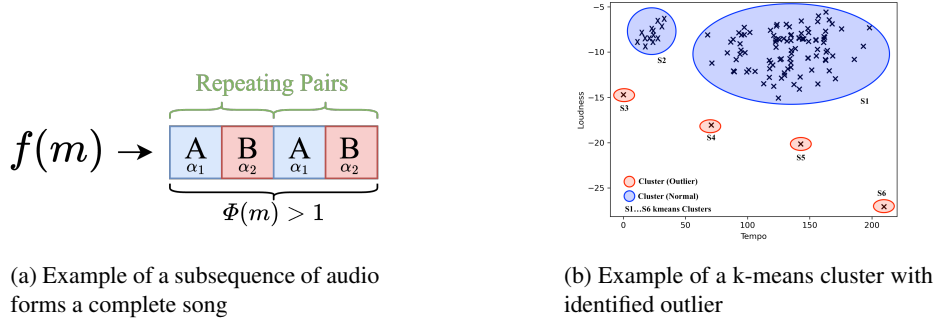 Repeating Pairs
f(m) → A B A B
α₁ α₂ α₁ α₂
Φ(m) > 1
(a) Example of a subsequence of audio
forms a complete song
−5
−10
−15
−20
−25
Loudness
S2
S1
S3
S4
S5
S6
Cluster (Outlier)
Cluster (Normal)
S1...S6 kmeans Clusters
0 50 100 150 200
Tempo
(b) Example of a k-means cluster with
identified outlier